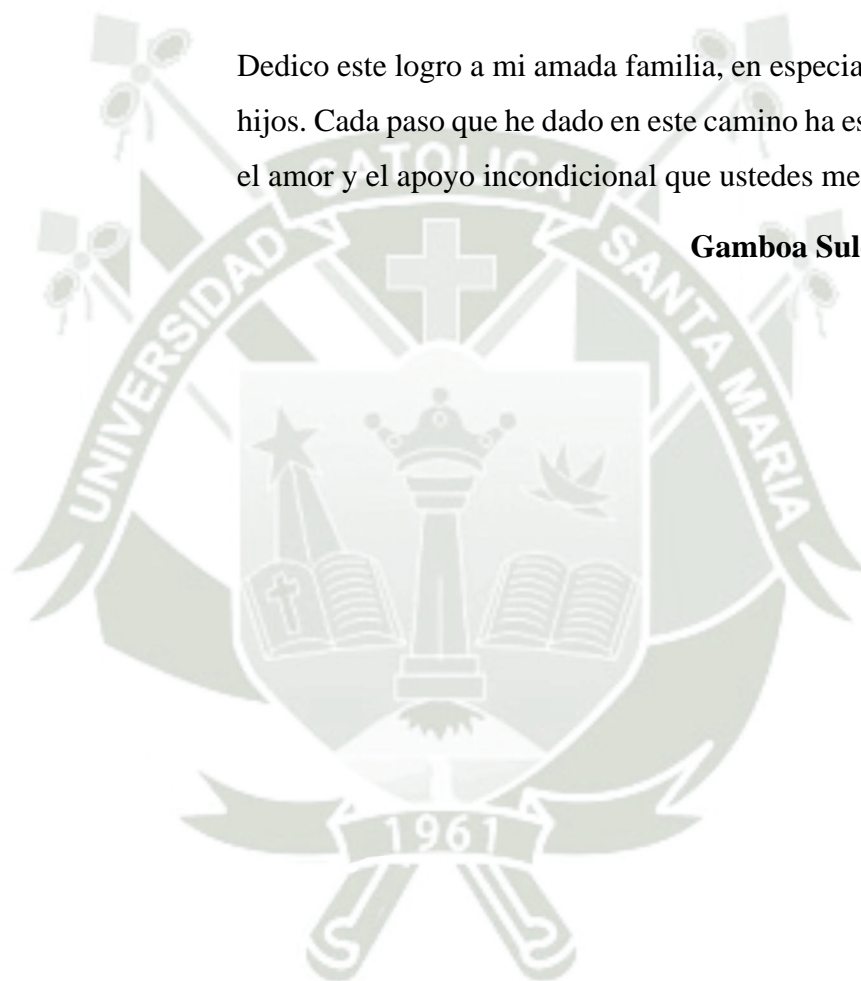 Dedico este logro a mi amada familia, en especia
hijos. Cada paso que he dado en este camino ha es
el amor y el apoyo incondicional que ustedes me
Gamboa Sul
UNIVERSIDAD CATOLICA SANTA MARIA
1961